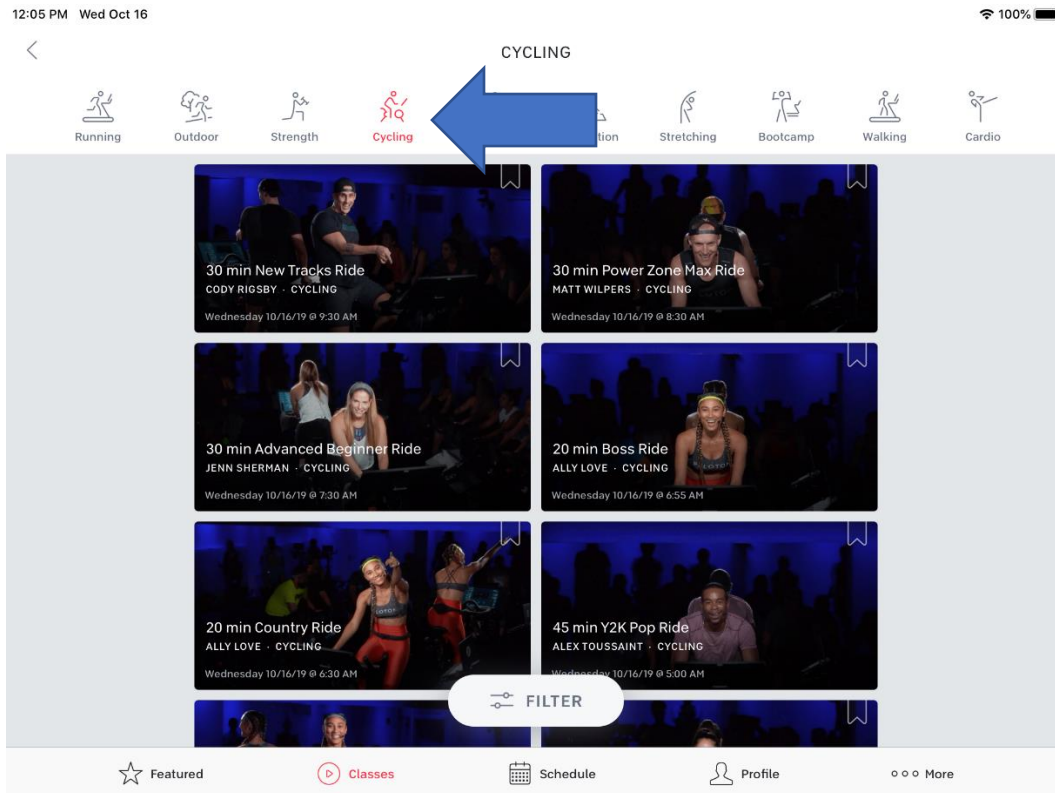 12:05 PM Wed Oct 16
100%
CYCLING
Running Outdoor Strength Cycling tion Stretching Bootcamp Walking Cardio
30 min New Tracks Ride
CODY RIGSBY · CYCLING
Wednesday 10/16/19 @ 9:30 AM
30 min Power Zone Max Ride
MATT WILPERS · CYCLING
Wednesday 10/16/19 @ 8:30 AM
30 min Advanced Beginner Ride
JENN SHERMAN · CYCLING
Wednesday 10/16/19 @ 7:30 AM
20 min Boss Ride
ALLY LOVE · CYCLING
Wednesday 10/16/19 @ 6:55 AM
20 min Country Ride
ALLY LOVE · CYCLING
Wednesday 10/16/19 @ 6:30 AM
45 min Y2K Pop Ride
ALEX TOUSSAINT · CYCLING
Wednesday 10/16/19 @ 5:00 AM
FILTER
Featured Classes Schedule Profile More